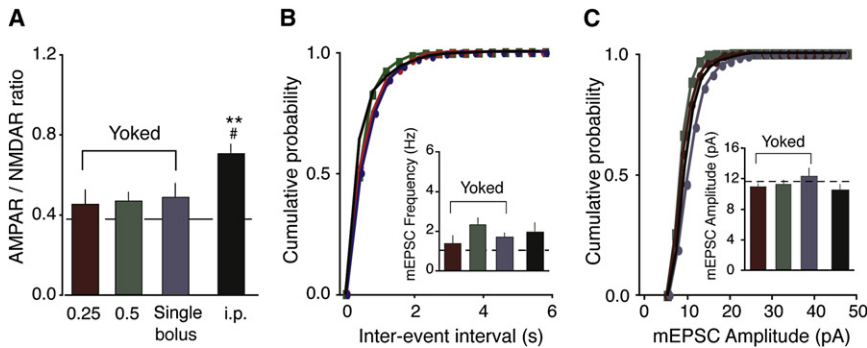 A
AMPAR / NMDAR ratio
1.2
0.8
0.4
0.0
Yoked
**
#
0.25
0.5
Single
bolus
i.p.
B
Cumulative probability
1.0
0.5
0.0
0
2
4
6
Inter-event interval (s)
mEPSC Frequency (Hz)
6
4
2
0
Yoked
C
Cumulative probability
1.0
0.5
0.0
0
10
20
30
40
50
mEPSC Amplitude (pA)
mEPSC Amplitude (pA)
16
12
8
4
0
Yoked